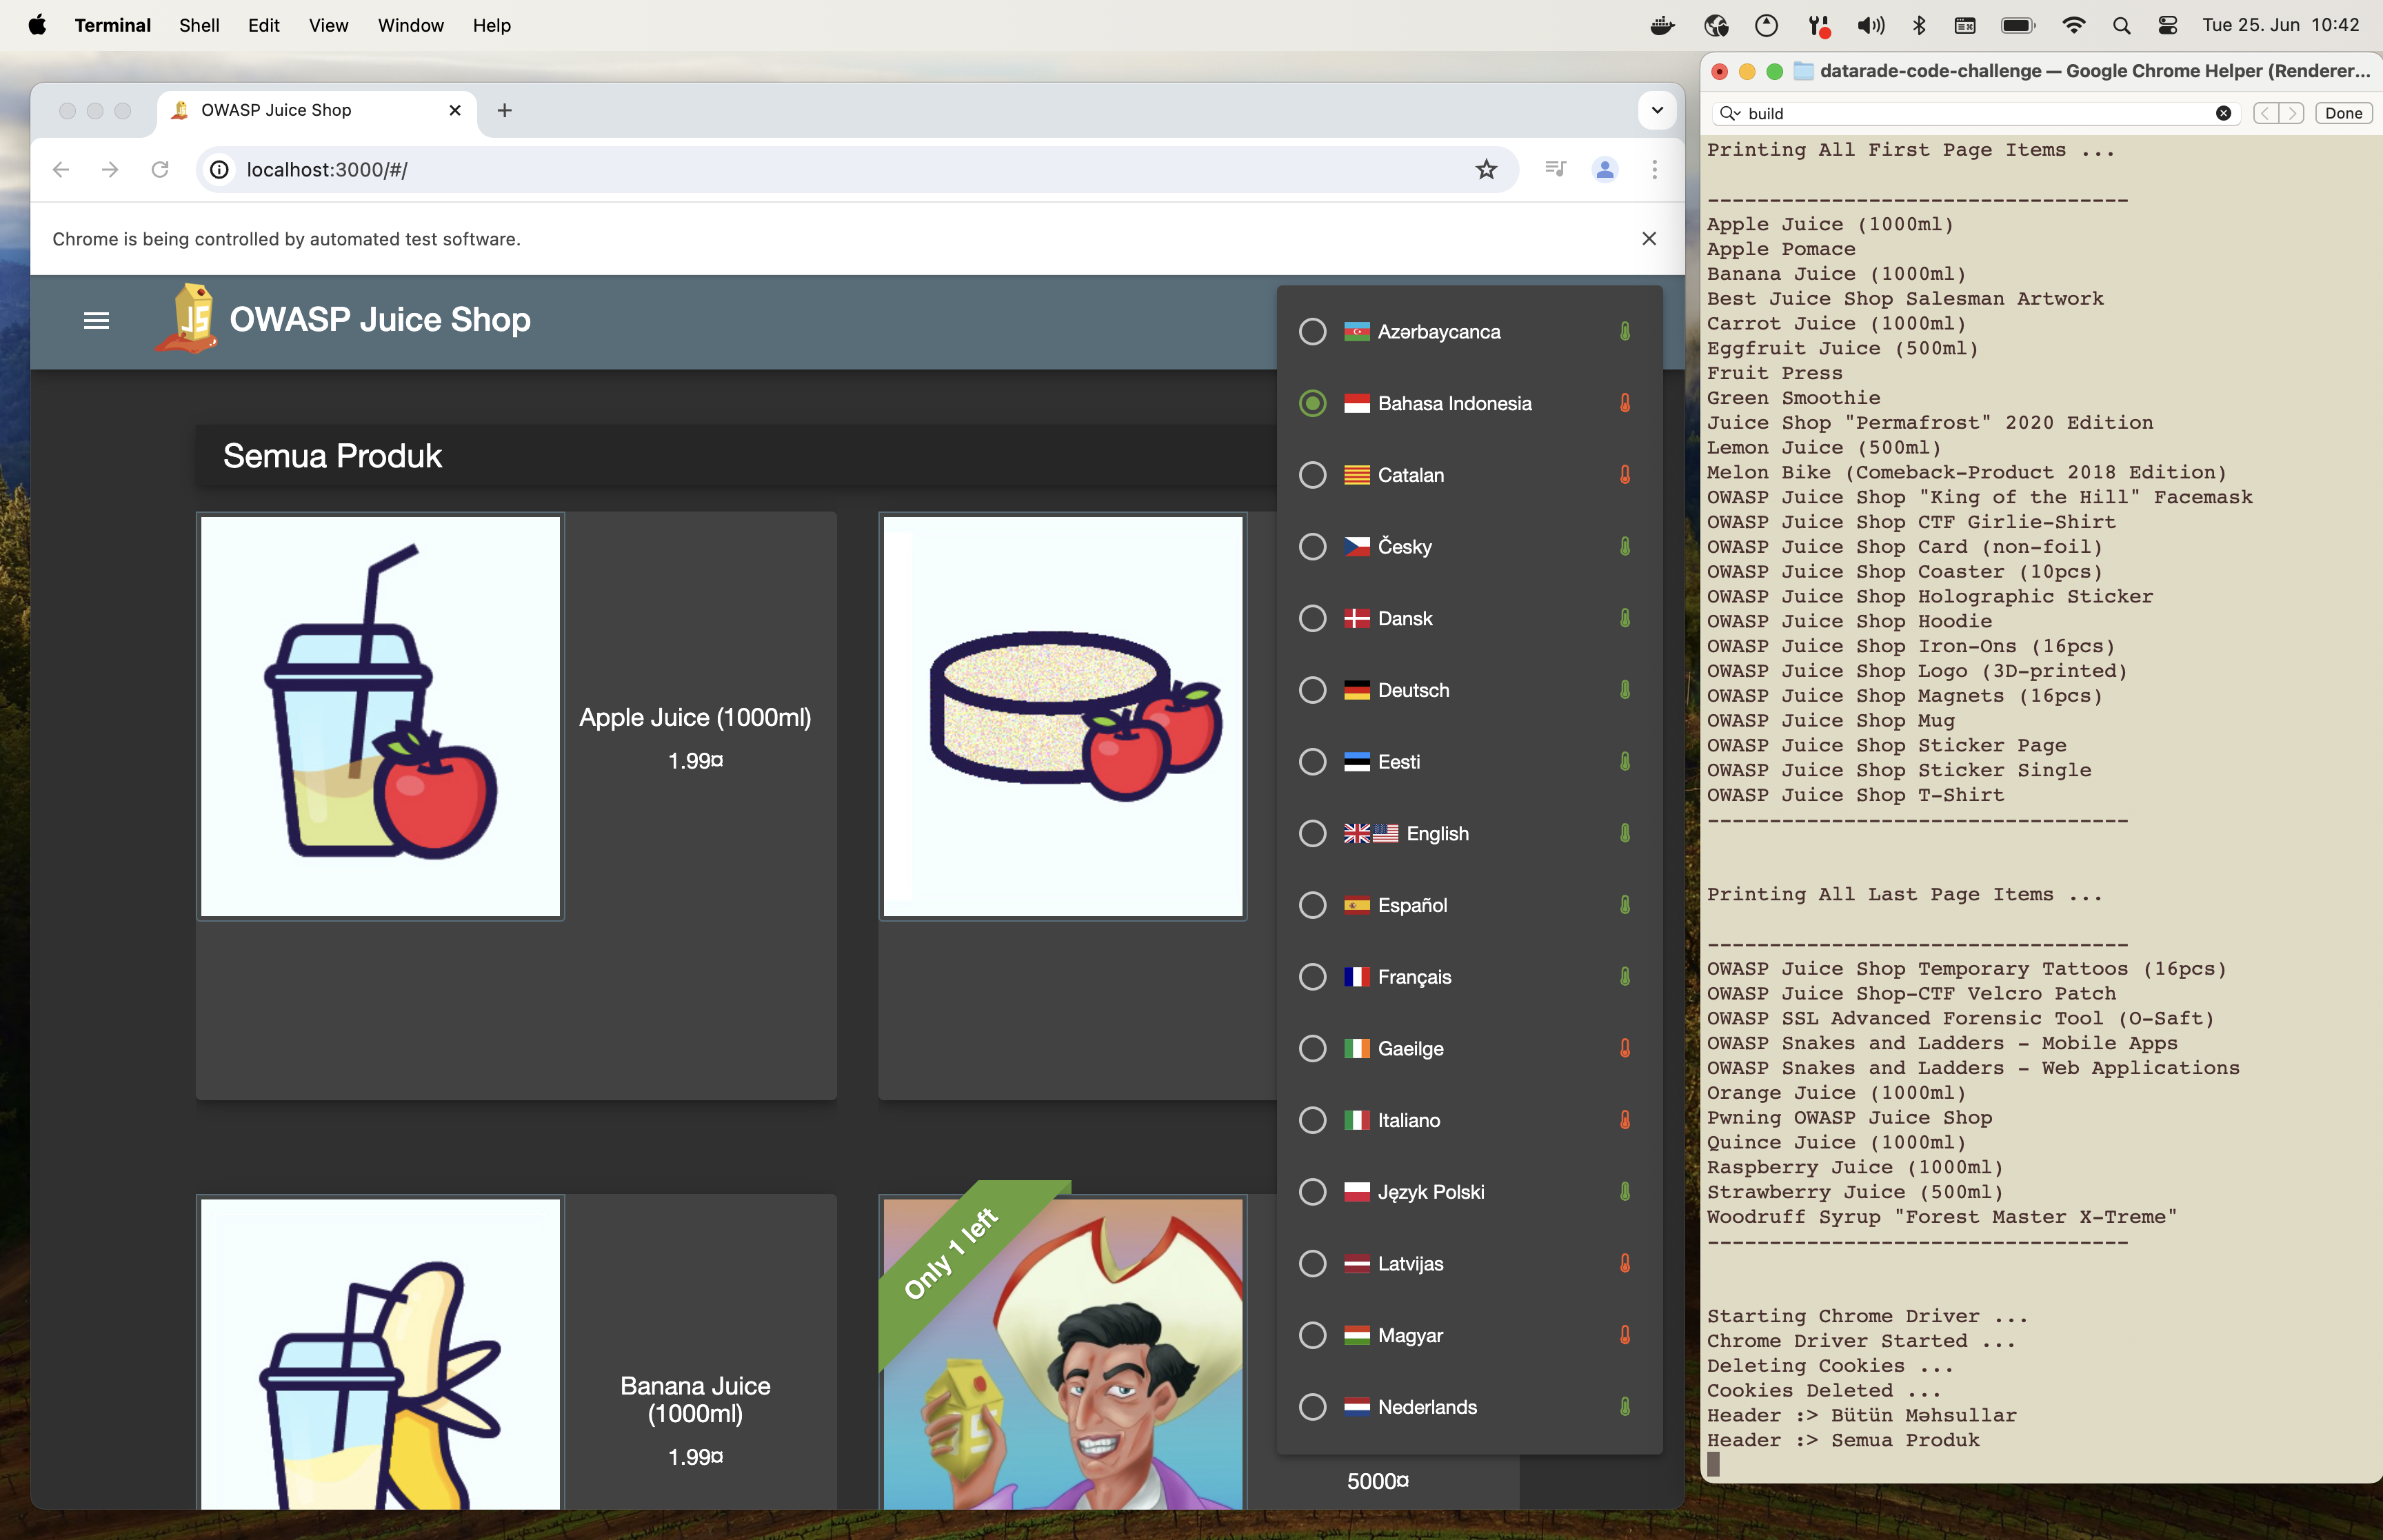 Terminal Shell Edit View Window Help
Tue 25. Jun 10:42
OWASP Juice Shop
localhost:3000/#/
Chrome is being controlled by automated test software.
OWASP Juice Shop
Semua Produk
Apple Juice (1000ml)
1.99¤
Only 1 left
Banana Juice
(1000ml)
1.99¤
5000¤
Azərbaycanca
Bahasa Indonesia
Catalan
Česky
Dansk
Deutsch
Eesti
English
Español
Français
Gaeilge
Italiano
Język Polski
Latvijas
Magyar
Nederlands
datarade-code-challenge — Google Chrome Helper (Renderer...
build
Done
Printing All First Page Items ...
----------------------------------
Apple Juice (1000ml)
Apple Pomace
Banana Juice (1000ml)
Best Juice Shop Salesman Artwork
Carrot Juice (1000ml)
Eggfruit Juice (500ml)
Fruit Press
Green Smoothie
Juice Shop "Permafrost" 2020 Edition
Lemon Juice (500ml)
Melon Bike (Comeback-Product 2018 Edition)
OWASP Juice Shop "King of the Hill" Facemask
OWASP Juice Shop CTF Girlie-Shirt
OWASP Juice Shop Card (non-foil)
OWASP Juice Shop Coaster (10pcs)
OWASP Juice Shop Holographic Sticker
OWASP Juice Shop Hoodie
OWASP Juice Shop Iron-Ons (16pcs)
OWASP Juice Shop Logo (3D-printed)
OWASP Juice Shop Magnets (16pcs)
OWASP Juice Shop Mug
OWASP Juice Shop Sticker Page
OWASP Juice Shop Sticker Single
OWASP Juice Shop T-Shirt
----------------------------------
Printing All Last Page Items ...
----------------------------------
OWASP Juice Shop Temporary Tattoos (16pcs)
OWASP Juice Shop-CTF Velcro Patch
OWASP SSL Advanced Forensic Tool (O-Saft)
OWASP Snakes and Ladders - Mobile Apps
OWASP Snakes and Ladders - Web Applications
Orange Juice (1000ml)
Pwning OWASP Juice Shop
Quince Juice (1000ml)
Raspberry Juice (1000ml)
Strawberry Juice (500ml)
Woodruff Syrup "Forest Master X-Treme"
----------------------------------
Starting Chrome Driver ...
Chrome Driver Started ...
Deleting Cookies ...
Cookies Deleted ...
Header :> Bütün Məhsullar
Header :> Semua Produk